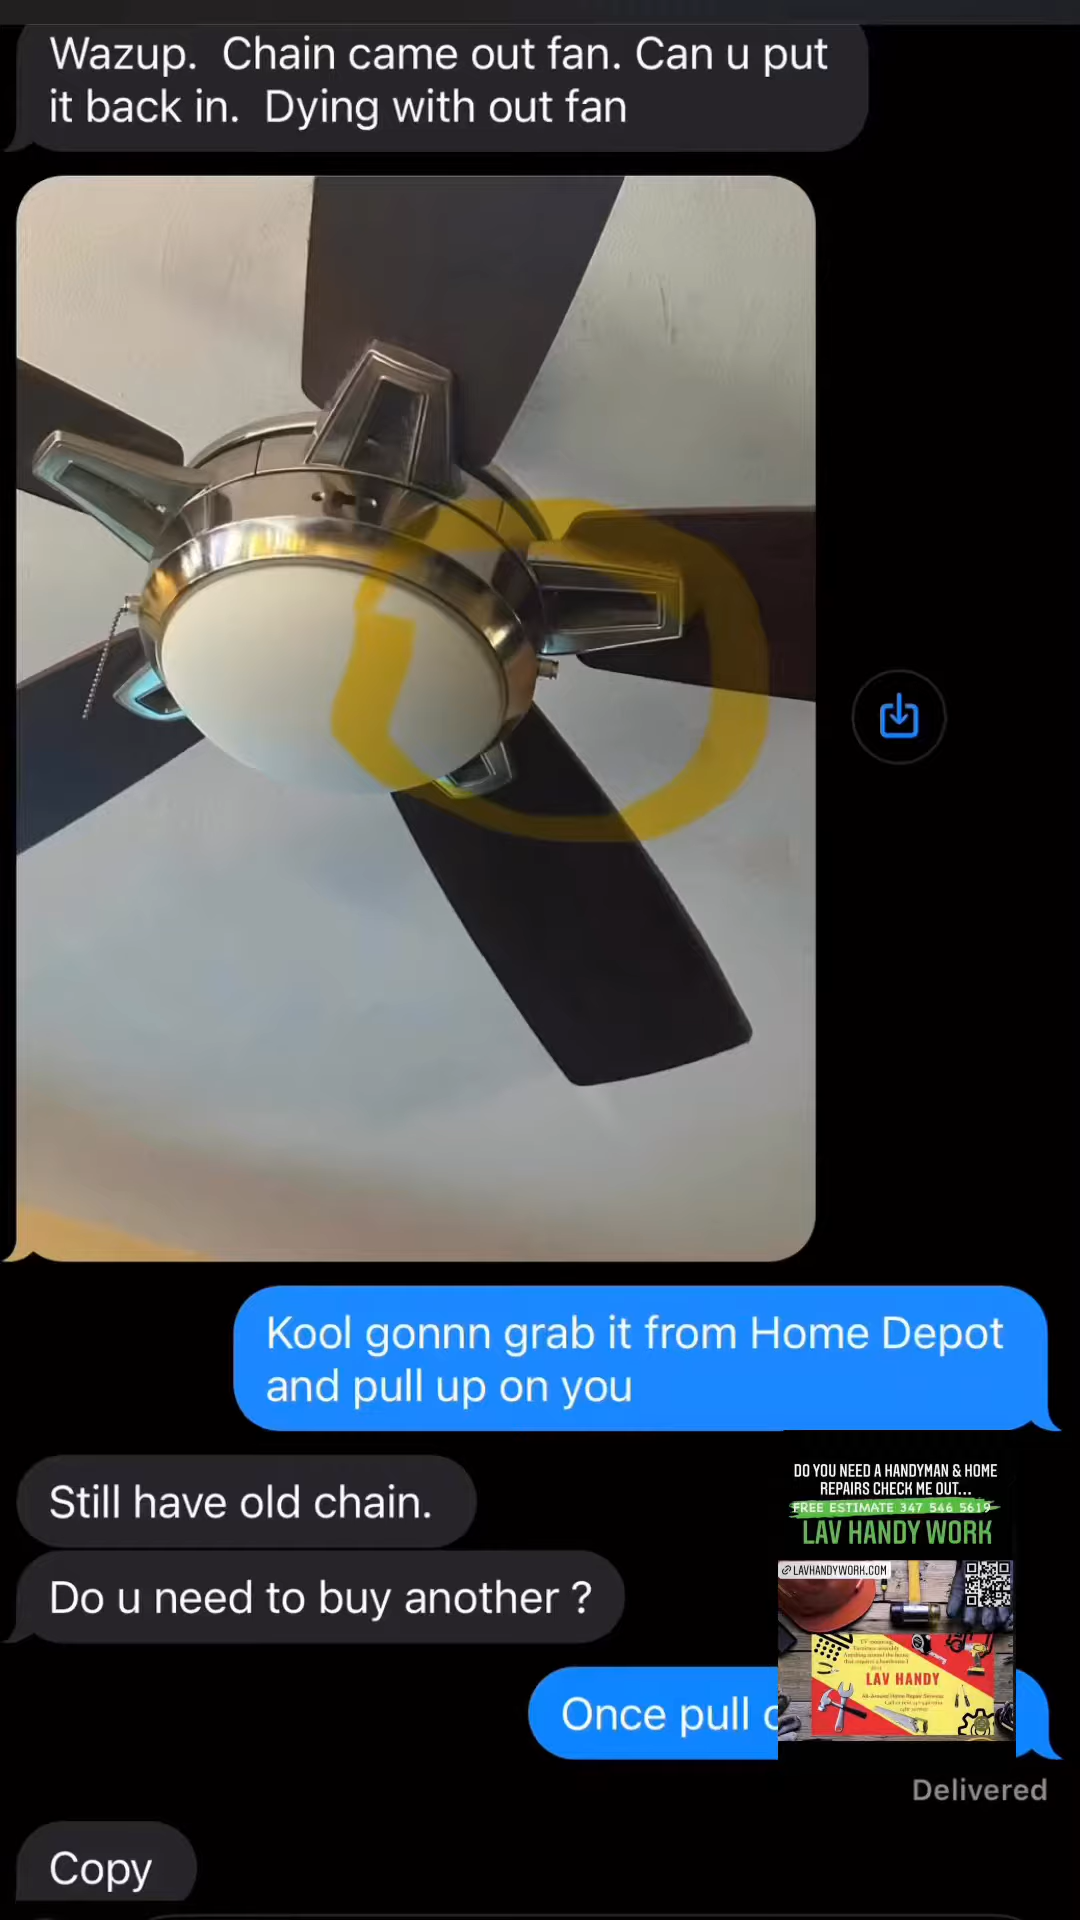 Wazup.  Chain came out fan. Can u put
it back in.  Dying with out fan
Kool gonnn grab it from Home Depot
and pull up on you
Still have old chain.
Do u need to buy another ?
DO YOU NEED A HANDYMAN & HOME
REPAIRS CHECK ME OUT...
FREE ESTIMATE 347 546 5619
LAV HANDY WORK
LAVHANDYWORK.COM
LAV HANDY
Once pull
Delivered
Copy